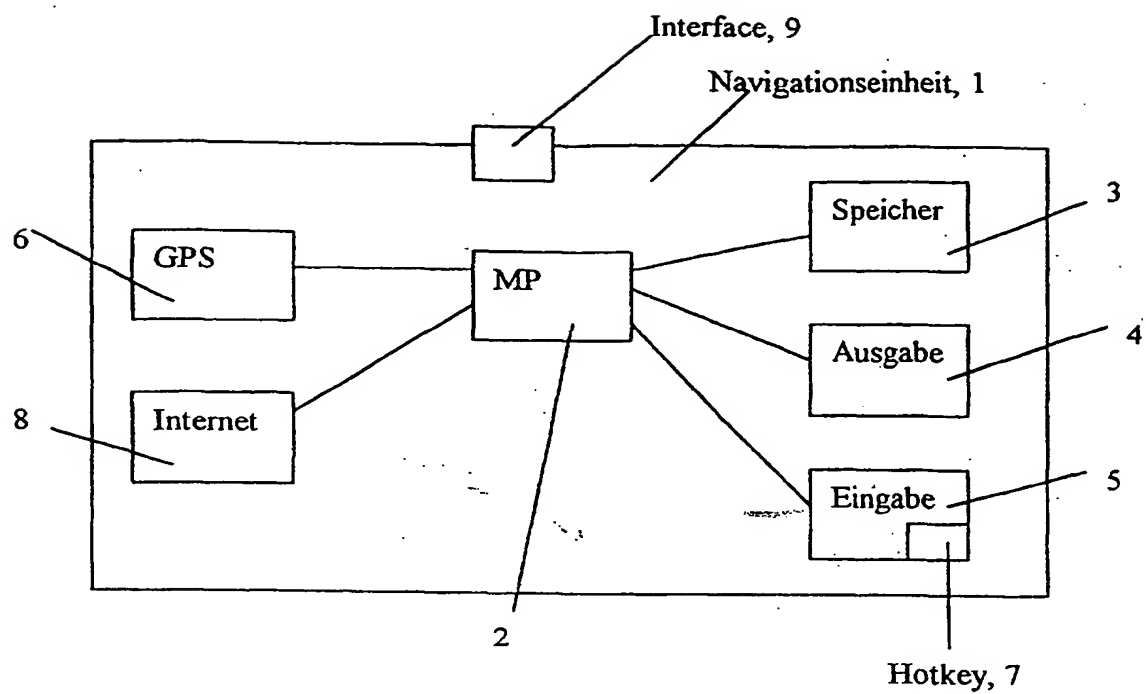 Interface, 9
Navigationseinheit, 1
Speicher
3
6
GPS
MP
Ausgabe
4
8
Internet
Eingabe
5
2
Hotkey, 7